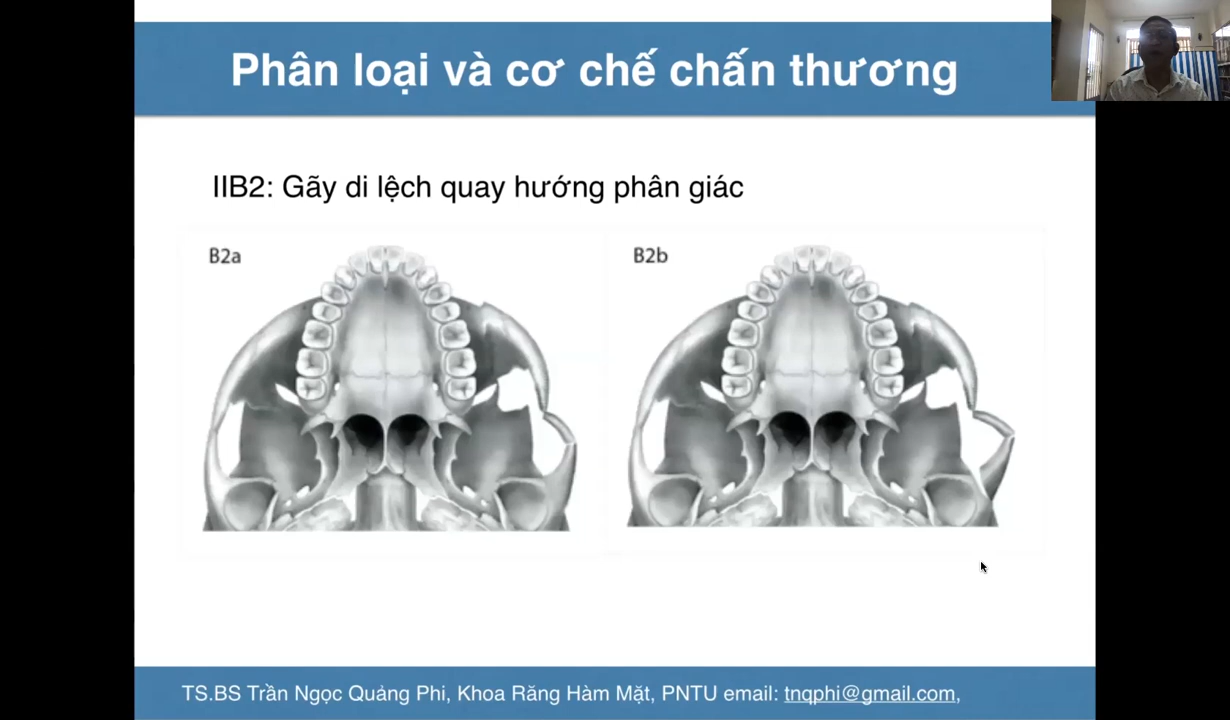 Phân loại và cơ chế chấn thương
IIB2: Gãy di lệch quay hướng phân giác
B2a
B2b
TS.BS Trần Ngọc Quảng Phi, Khoa Răng Hàm Mặt, PNTU email: tnqphi@gmail.com,